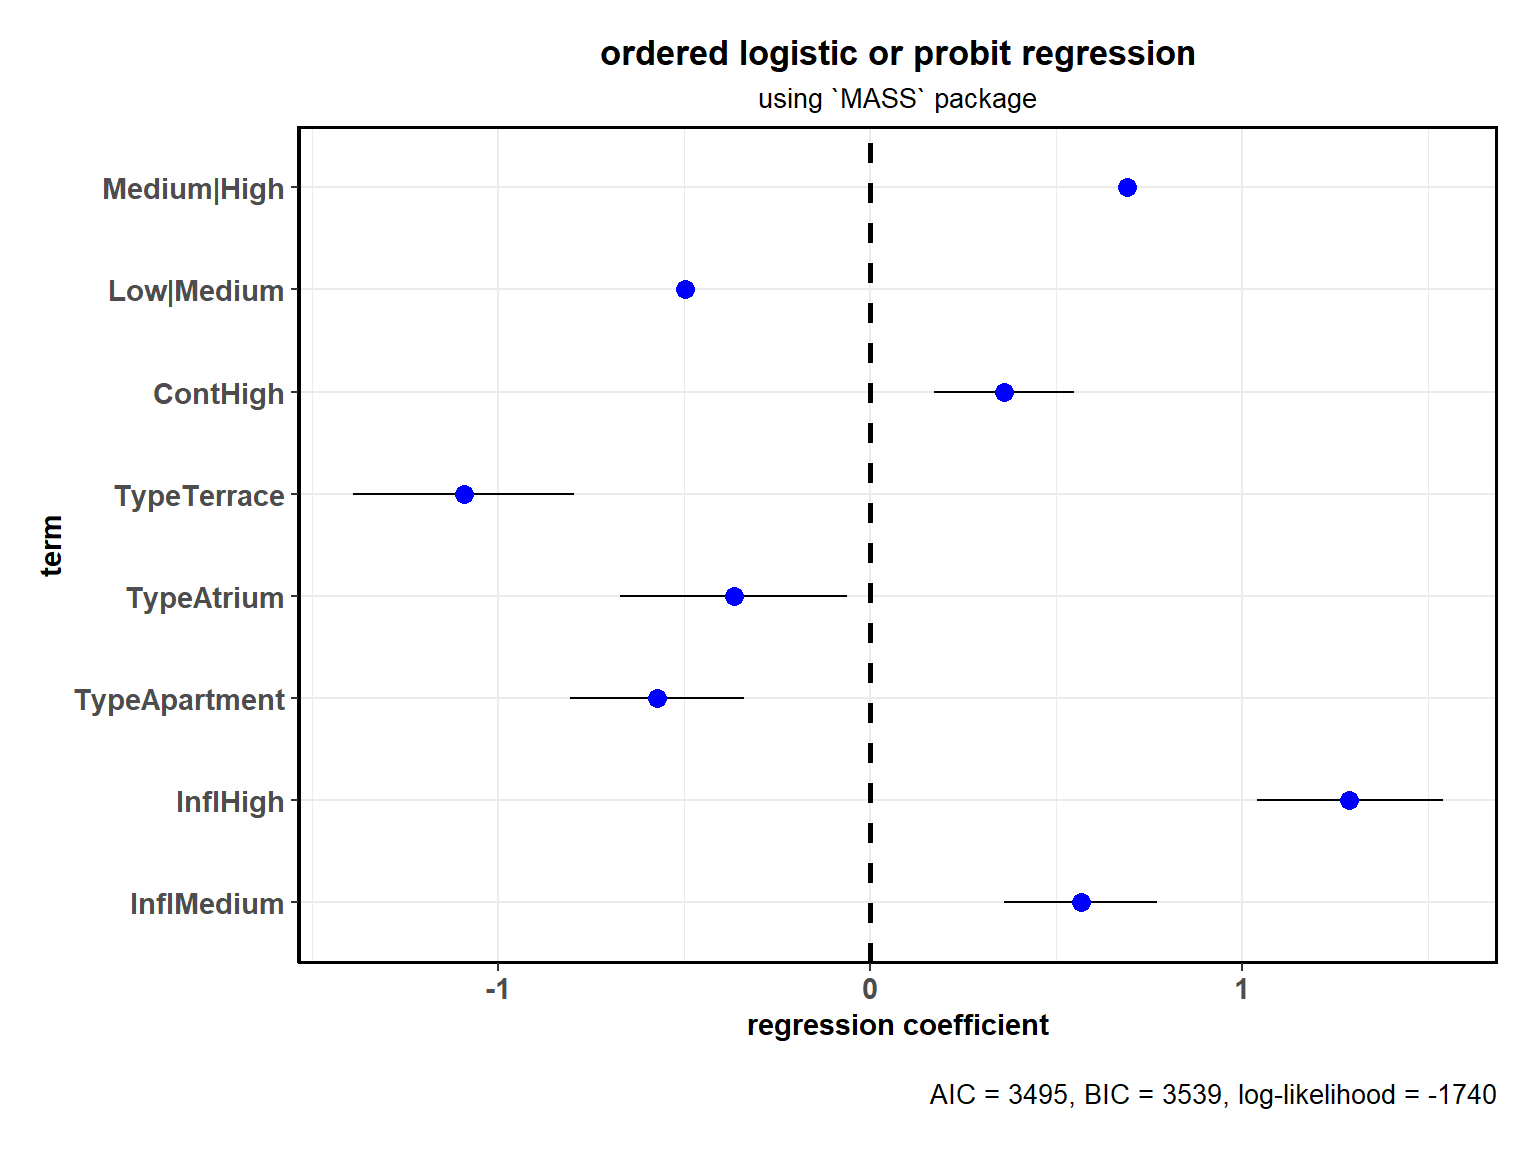 ordered logistic or probit regression
using `MASS` package
Medium|High
Low|Medium
ContHigh
TypeTerrace
TypeAtrium
TypeApartment
InflHigh
InflMedium
term
-1 0 1
regression coefficient
AIC = 3495, BIC = 3539, log-likelihood = -1740